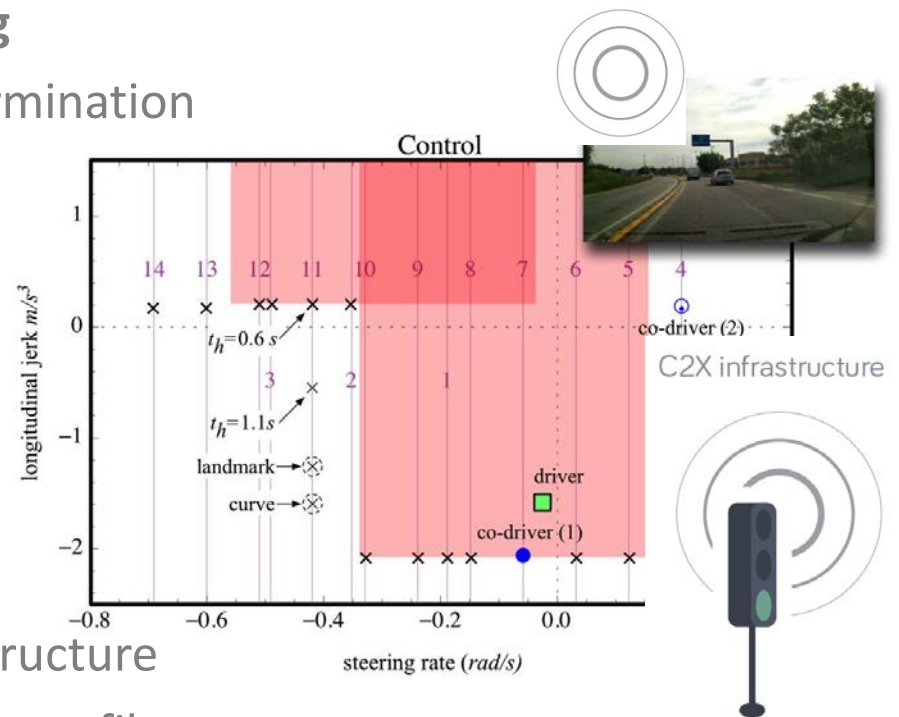 g
rmination
Control
1
14 13 12 11 10 9 8 7 6 5 4
0
t_h=0.6 s
co-driver (2)
C2X infrastructure
3 2 1
t_h=1.1s
−1
landmark
curve
driver
co-driver (1)
−2
longitudinal jerk m/s³
−0.8 −0.6 −0.4 −0.2 0.0
ructure
steering rate (rad/s)